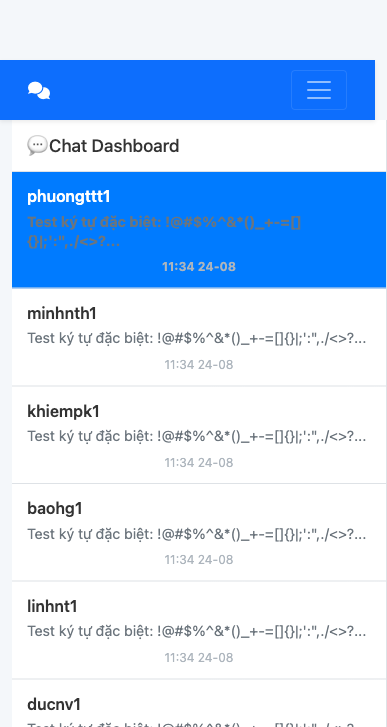 Chat Dashboard
phuongttt1
Test ký tự đặc biệt: !@#$%^&*()_+-=[]
{}|;':",./<>?...
11:34 24-08
minhnth1
Test ký tự đặc biệt: !@#$%^&*()_+-=[]{}|;':",./<>?...
11:34 24-08
khiempk1
Test ký tự đặc biệt: !@#$%^&*()_+-=[]{}|;':",./<>?...
11:34 24-08
baohg1
Test ký tự đặc biệt: !@#$%^&*()_+-=[]{}|;':",./<>?...
11:34 24-08
linhnt1
Test ký tự đặc biệt: !@#$%^&*()_+-=[]{}|;':",./<>?...
11:34 24-08
ducnv1